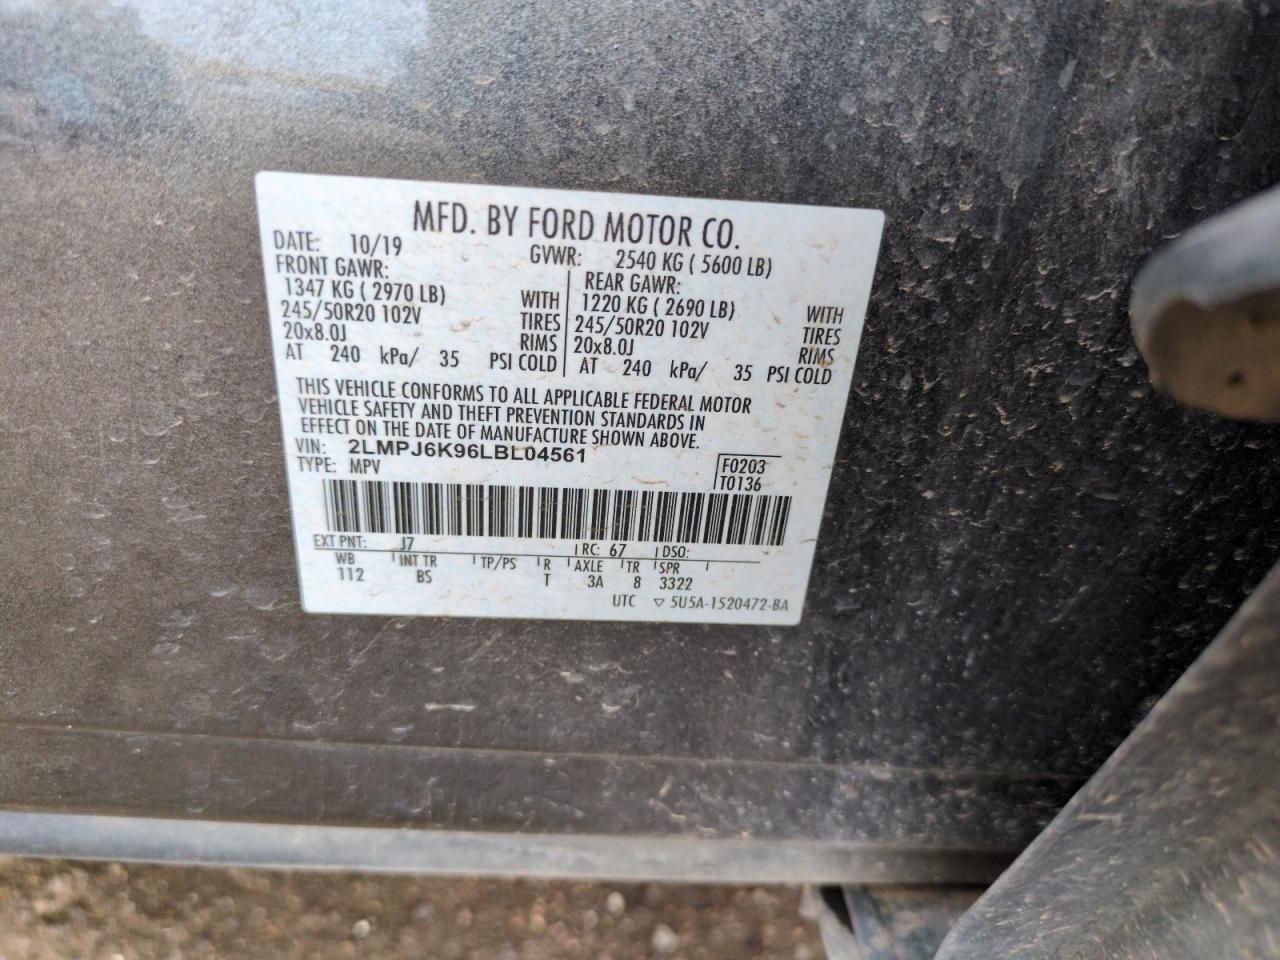 MFD. BY FORD MOTOR CO.
DATE: 10/19 GVWR: 2540 KG ( 5600 LB)
FRONT GAWR: REAR GAWR:
1347 KG ( 2970 LB) WITH 1220 KG ( 2690 LB) WITH
245/50R20 102V TIRES 245/50R20 102V TIRES
20x8.0J RIMS 20x8.0J RIMS
AT 240 kPa/ 35 PSI COLD AT 240 kPa/ 35 PSI COLD
THIS VEHICLE CONFORMS TO ALL APPLICABLE FEDERAL MOTOR
VEHICLE SAFETY AND THEFT PREVENTION STANDARDS IN
EFFECT ON THE DATE OF MANUFACTURE SHOWN ABOVE.
VIN: 2LMPJ6K96LBL04561 F0203
TYPE: MPV T0136
EXT PNT: J7 RC: 67 DSO:
WB INT TR TP/PS R AXLE TR SPR
112 BS T 3A 8 3322
UTC ▽ 5U5A-1520472-BA